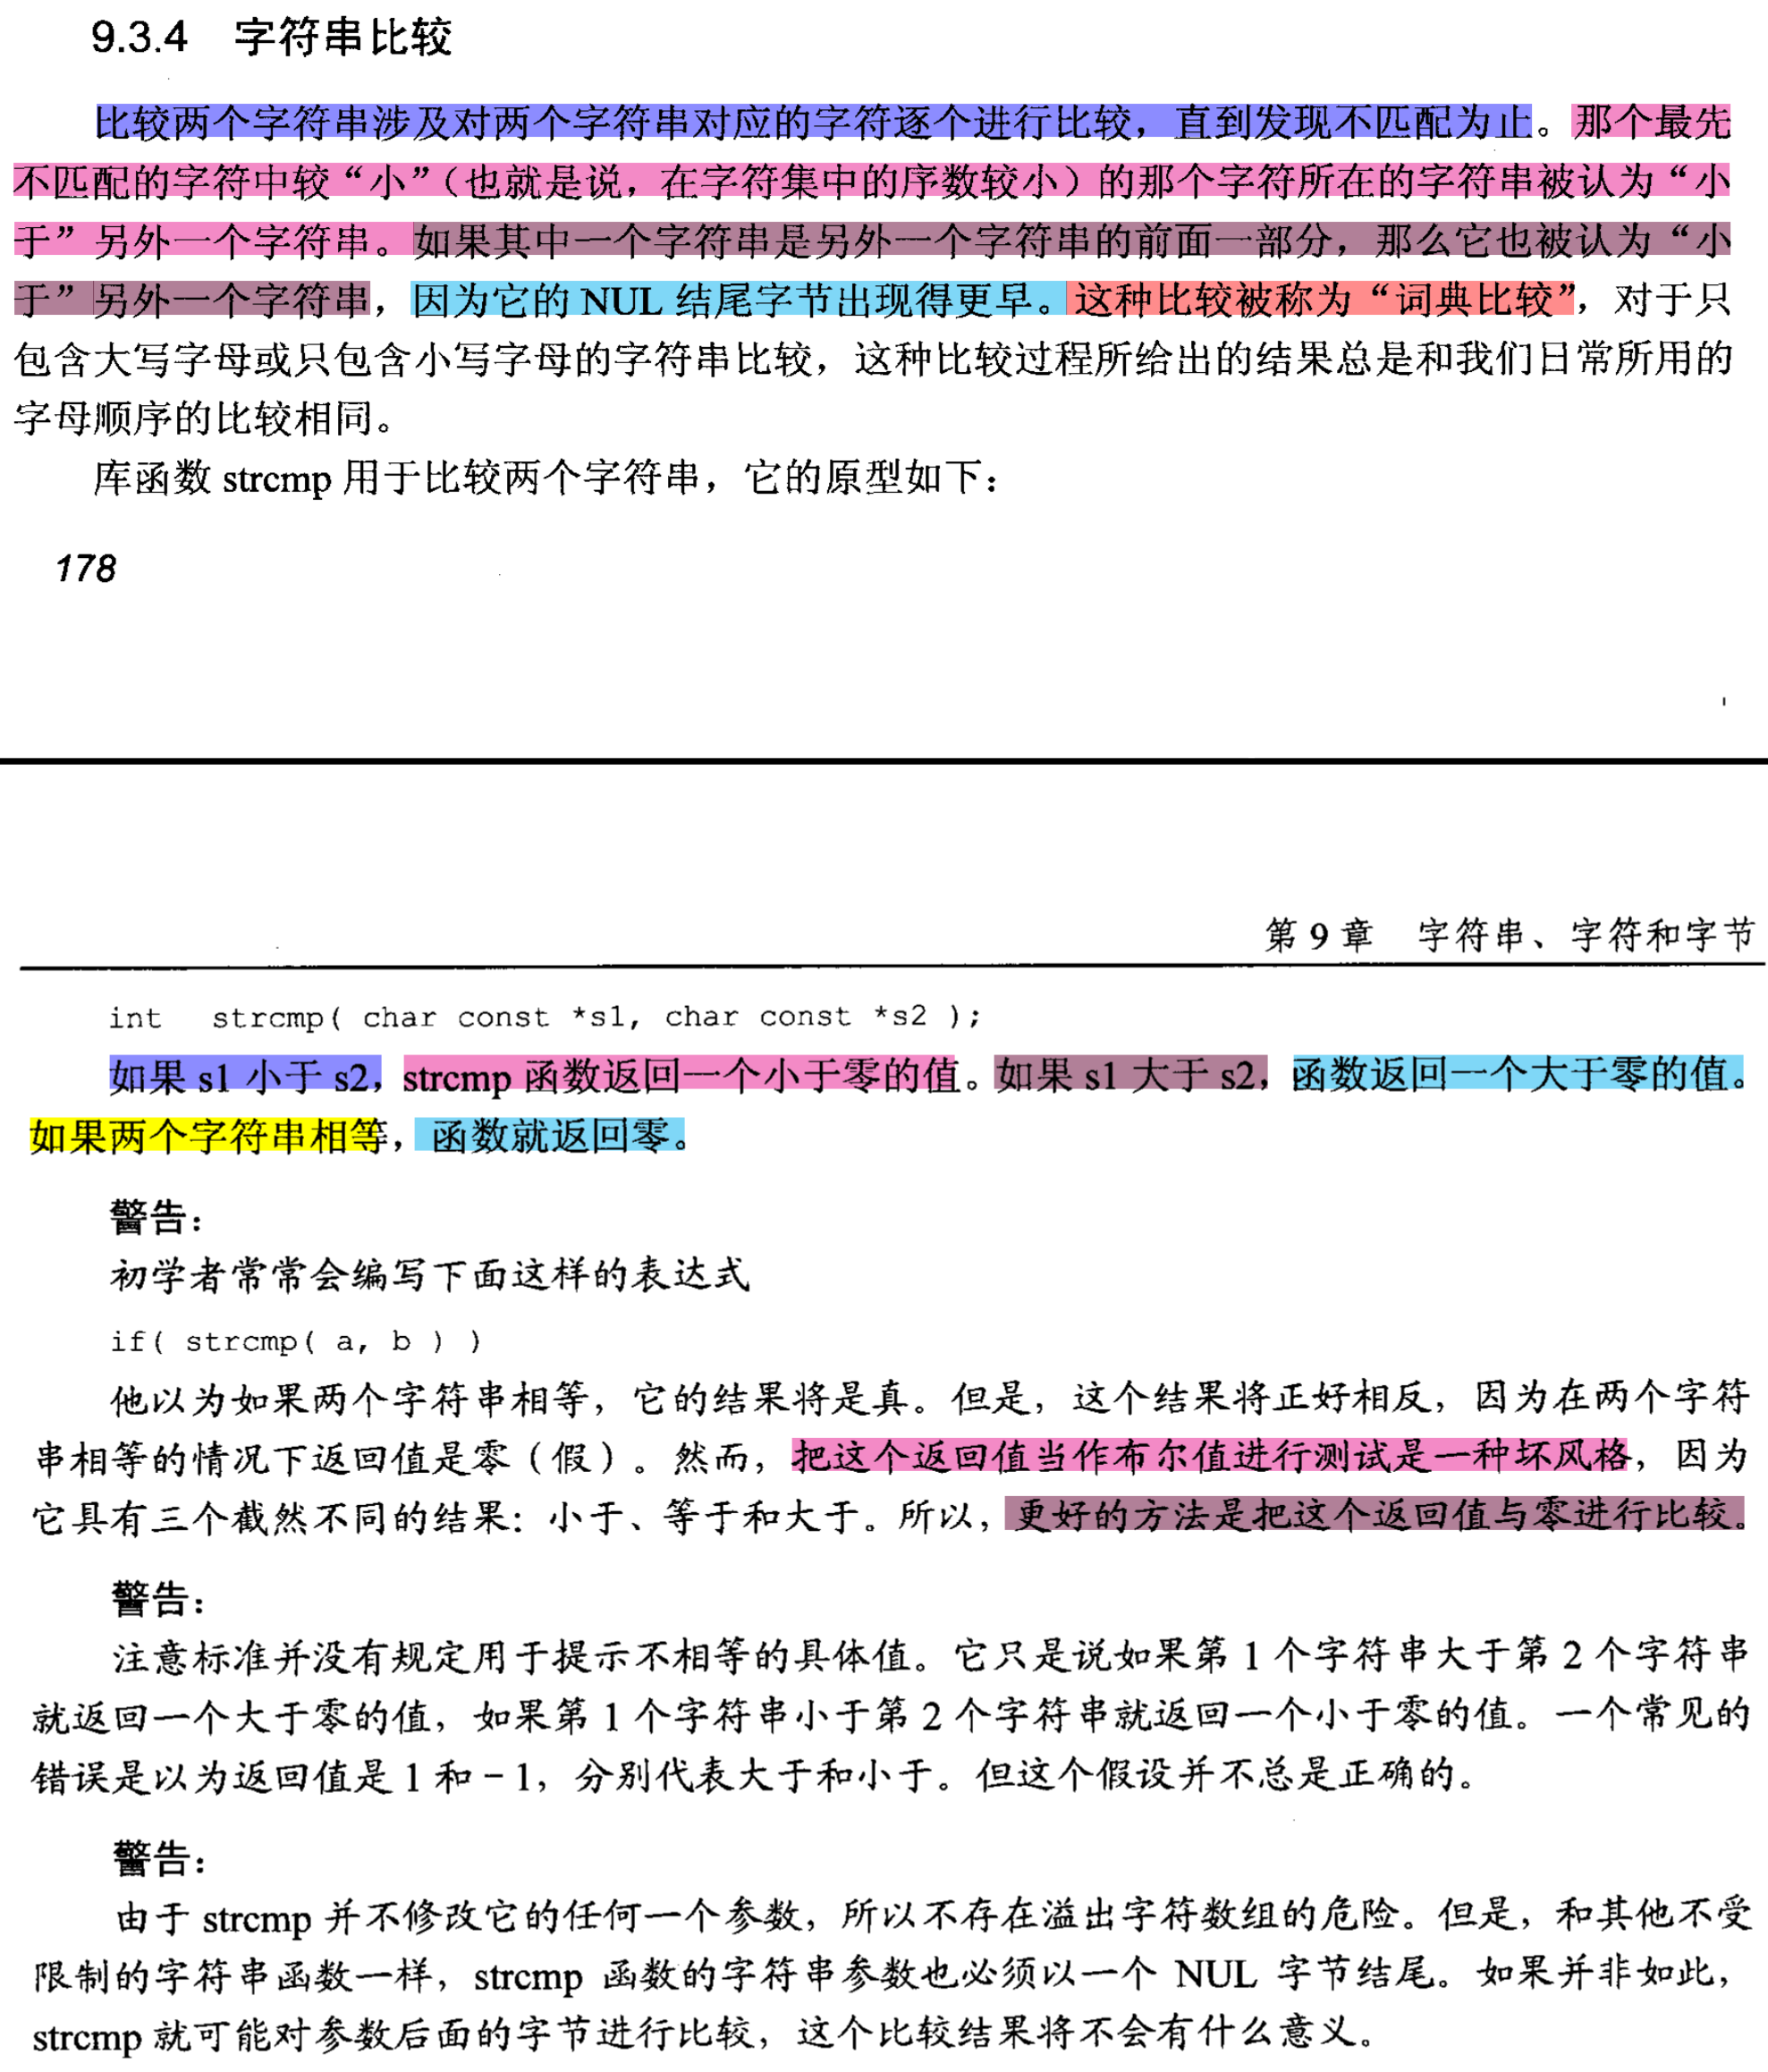 9.3.4 字符串比较
比较两个字符串涉及对两个字符串对应的字符逐个进行比较，直到发现不匹配为止。那个最先
不匹配的字符中较“小”（也就是说，在字符集中的序数较小）的那个字符所在的字符串被认为“小
于”另外一个字符串。如果其中一个字符串是另外一个字符串的前面一部分，那么它也被认为“小
于”另外一个字符串，因为它的 NUL 结尾字节出现得更早。这种比较被称为“词典比较”，对于只
包含大写字母或只包含小写字母的字符串比较，这种比较过程所给出的结果总是和我们日常所用的
字母顺序的比较相同。
库函数 strcmp 用于比较两个字符串，它的原型如下：
178
第 9 章 字符串、字符和字节
int strcmp( char const *s1, char const *s2 );
如果 s1 小于 s2，strcmp 函数返回一个小于零的值。如果 s1 大于 s2，函数返回一个大于零的值。
如果两个字符串相等，函数就返回零。
警告：
初学者常常会编写下面这样的表达式
if( strcmp( a, b ) )
他以为如果两个字符串相等，它的结果将是真。但是，这个结果将正好相反，因为在两个字符
串相等的情况下返回值是零（假）。然而，把这个返回值当作布尔值进行测试是一种坏风格，因为
它具有三个截然不同的结果：小于、等于和大于。所以，更好的方法是把这个返回值与零进行比较。
警告：
注意标准并没有规定用于提示不相等的具体值。它只是说如果第 1 个字符串大于第 2 个字符串
就返回一个大于零的值，如果第 1 个字符串小于第 2 个字符串就返回一个小于零的值。一个常见的
错误是以为返回值是 1 和－1，分别代表大于和小于。但这个假设并不总是正确的。
警告：
由于 strcmp 并不修改它的任何一个参数，所以不存在溢出字符数组的危险。但是，和其他不受
限制的字符串函数一样，strcmp 函数的字符串参数也必须以一个 NUL 字节结尾。如果并非如此，
strcmp 就可能对参数后面的字节进行比较，这个比较结果将不会有什么意义。